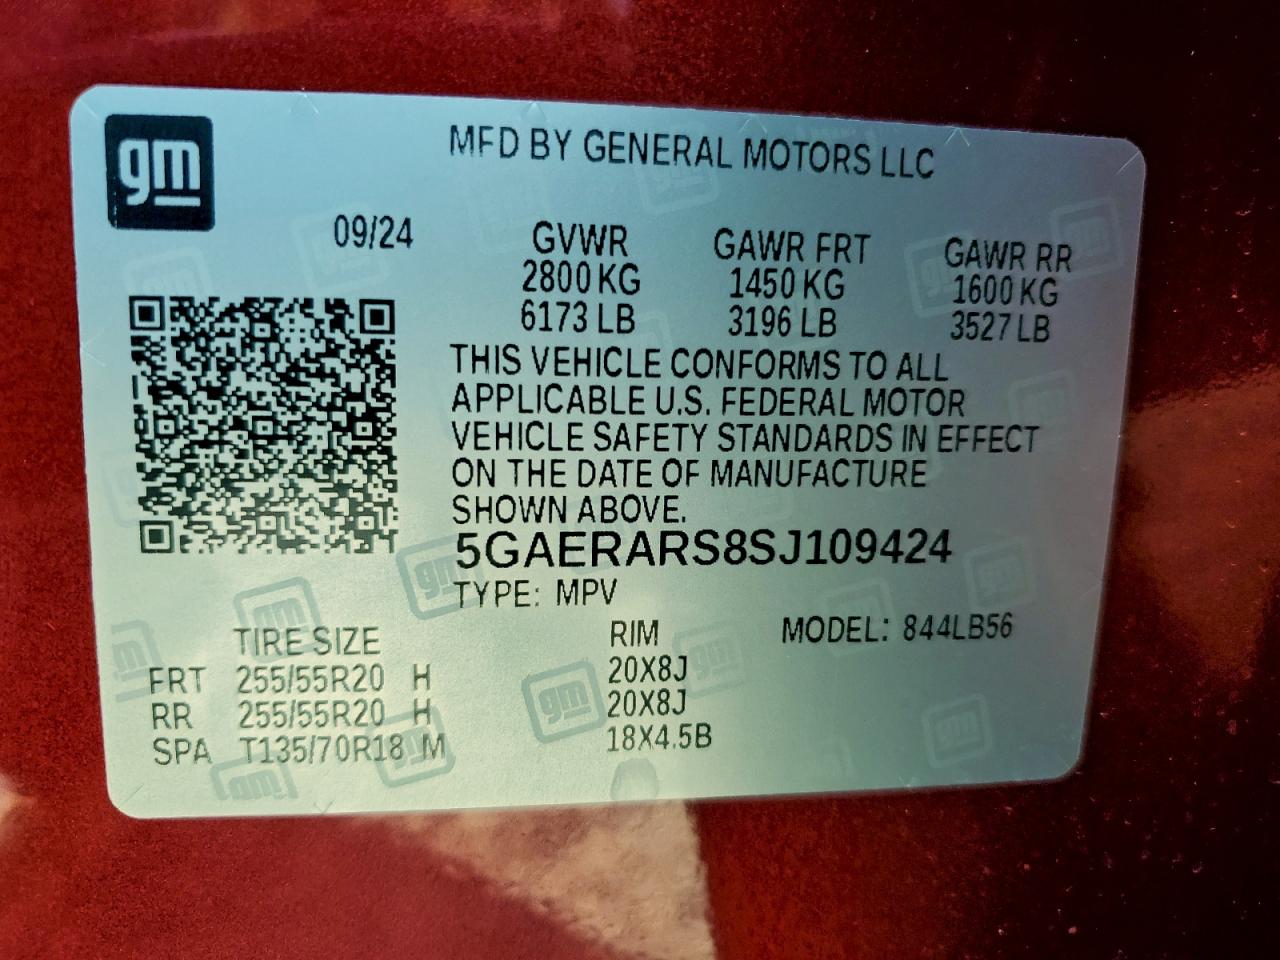 gm
MFD BY GENERAL MOTORS LLC
09/24
GVWR GAWR FRT GAWR RR
2800 KG 1450 KG 1600 KG
6173 LB 3196 LB 3527 LB
THIS VEHICLE CONFORMS TO ALL
APPLICABLE U.S. FEDERAL MOTOR
VEHICLE SAFETY STANDARDS IN EFFECT
ON THE DATE OF MANUFACTURE
SHOWN ABOVE.
5GAERARS8SJ109424
TYPE: MPV
TIRE SIZE RIM MODEL: 844LB56
FRT 255/55R20 H 20X8J
RR 255/55R20 H 20X8J
SPA T135/70R18 M 18X4.5B